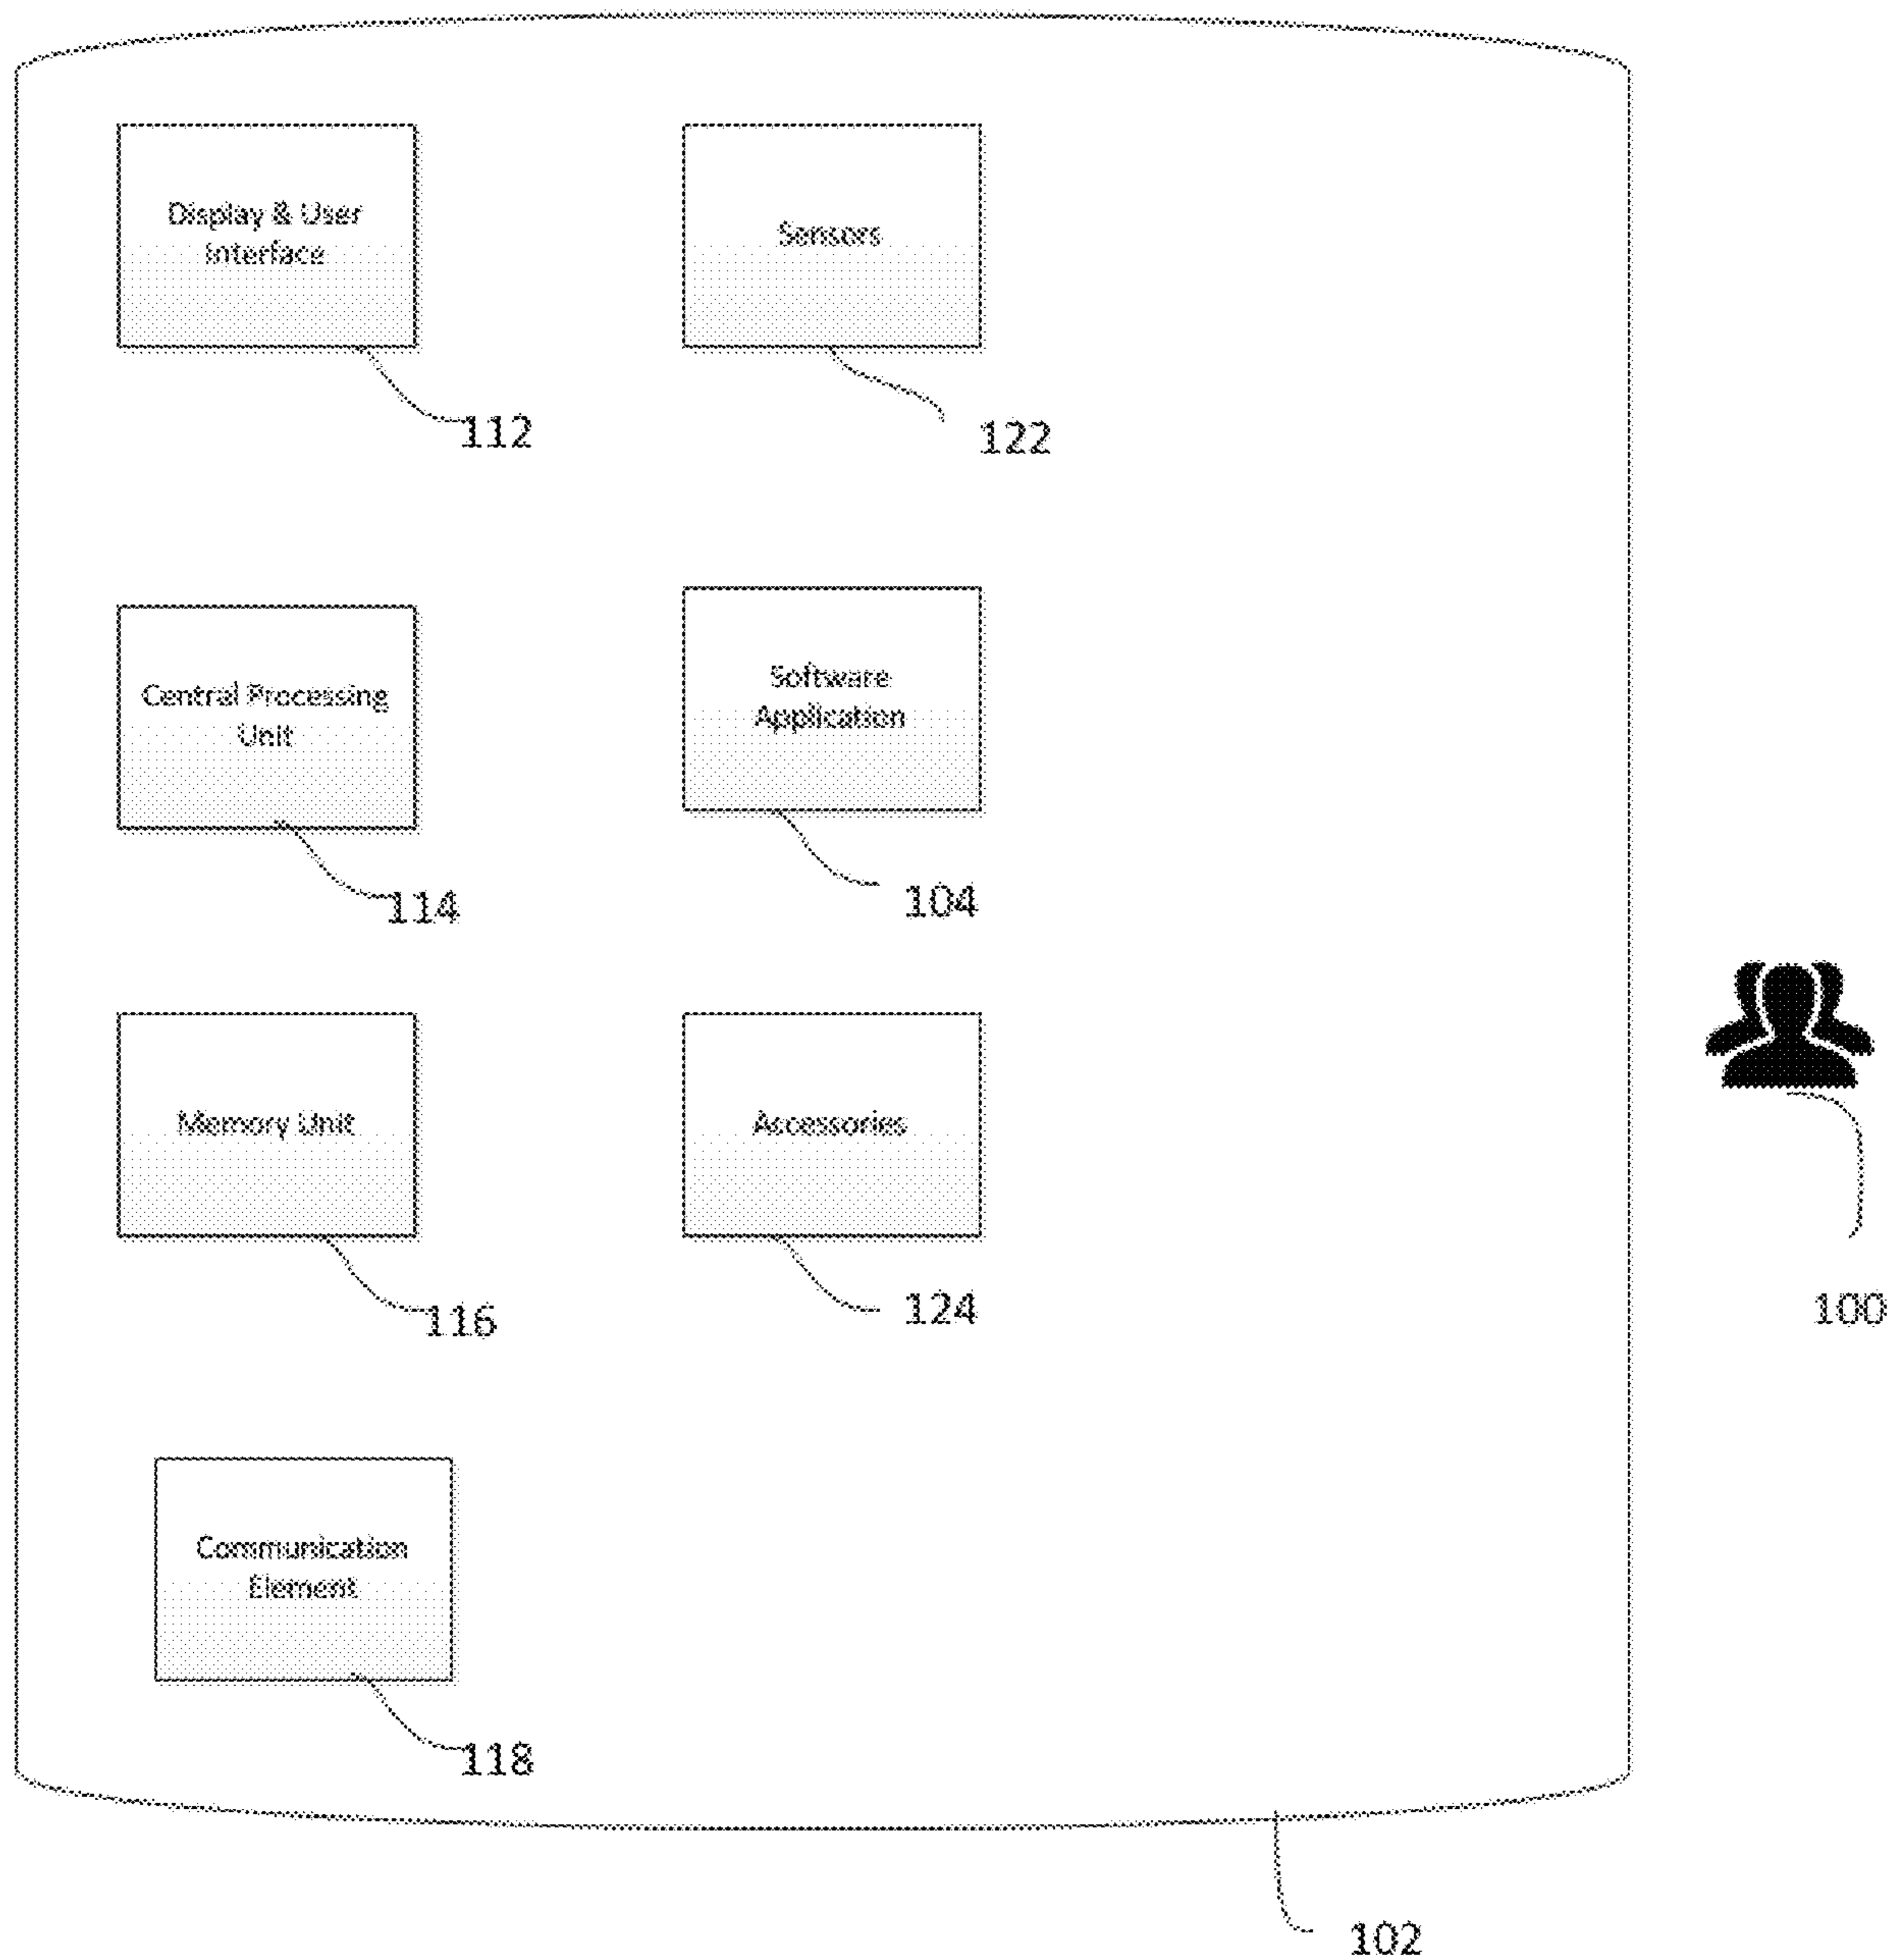 Display & User
Interface
112
Sensors
122
Central Processing
Unit
114
Software
Application
104
Memory Unit
116
Accessories
124
100
Communication
Element
118
102